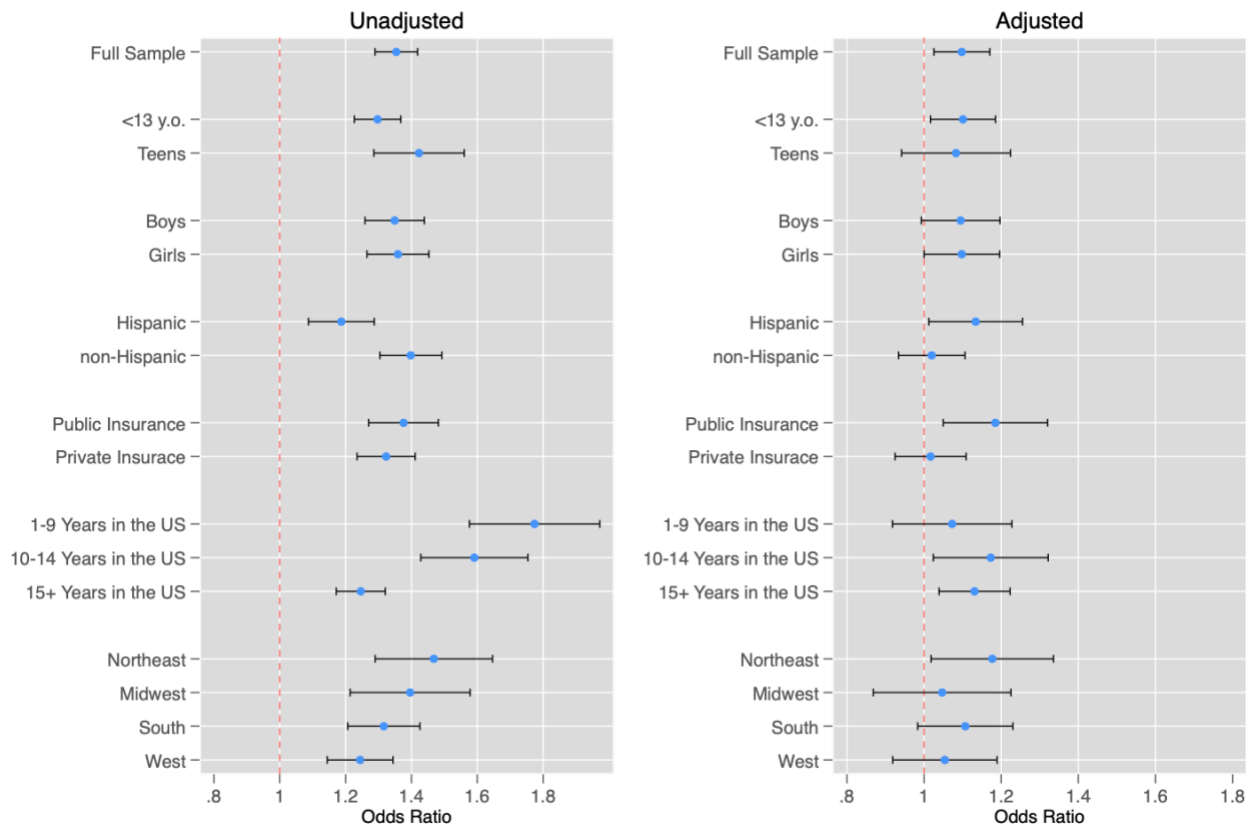 Unadjusted
Full Sample
<13 y.o.
Teens
Boys
Girls
Hispanic
non-Hispanic
Public Insurance
Private Insurace
1-9 Years in the US
10-14 Years in the US
15+ Years in the US
Northeast
Midwest
South
West
.8 1 1.2 1.4 1.6 1.8
Odds Ratio
Adjusted
Full Sample
<13 y.o.
Teens
Boys
Girls
Hispanic
non-Hispanic
Public Insurance
Private Insurace
1-9 Years in the US
10-14 Years in the US
15+ Years in the US
Northeast
Midwest
South
West
.8 1 1.2 1.4 1.6 1.8
Odds Ratio